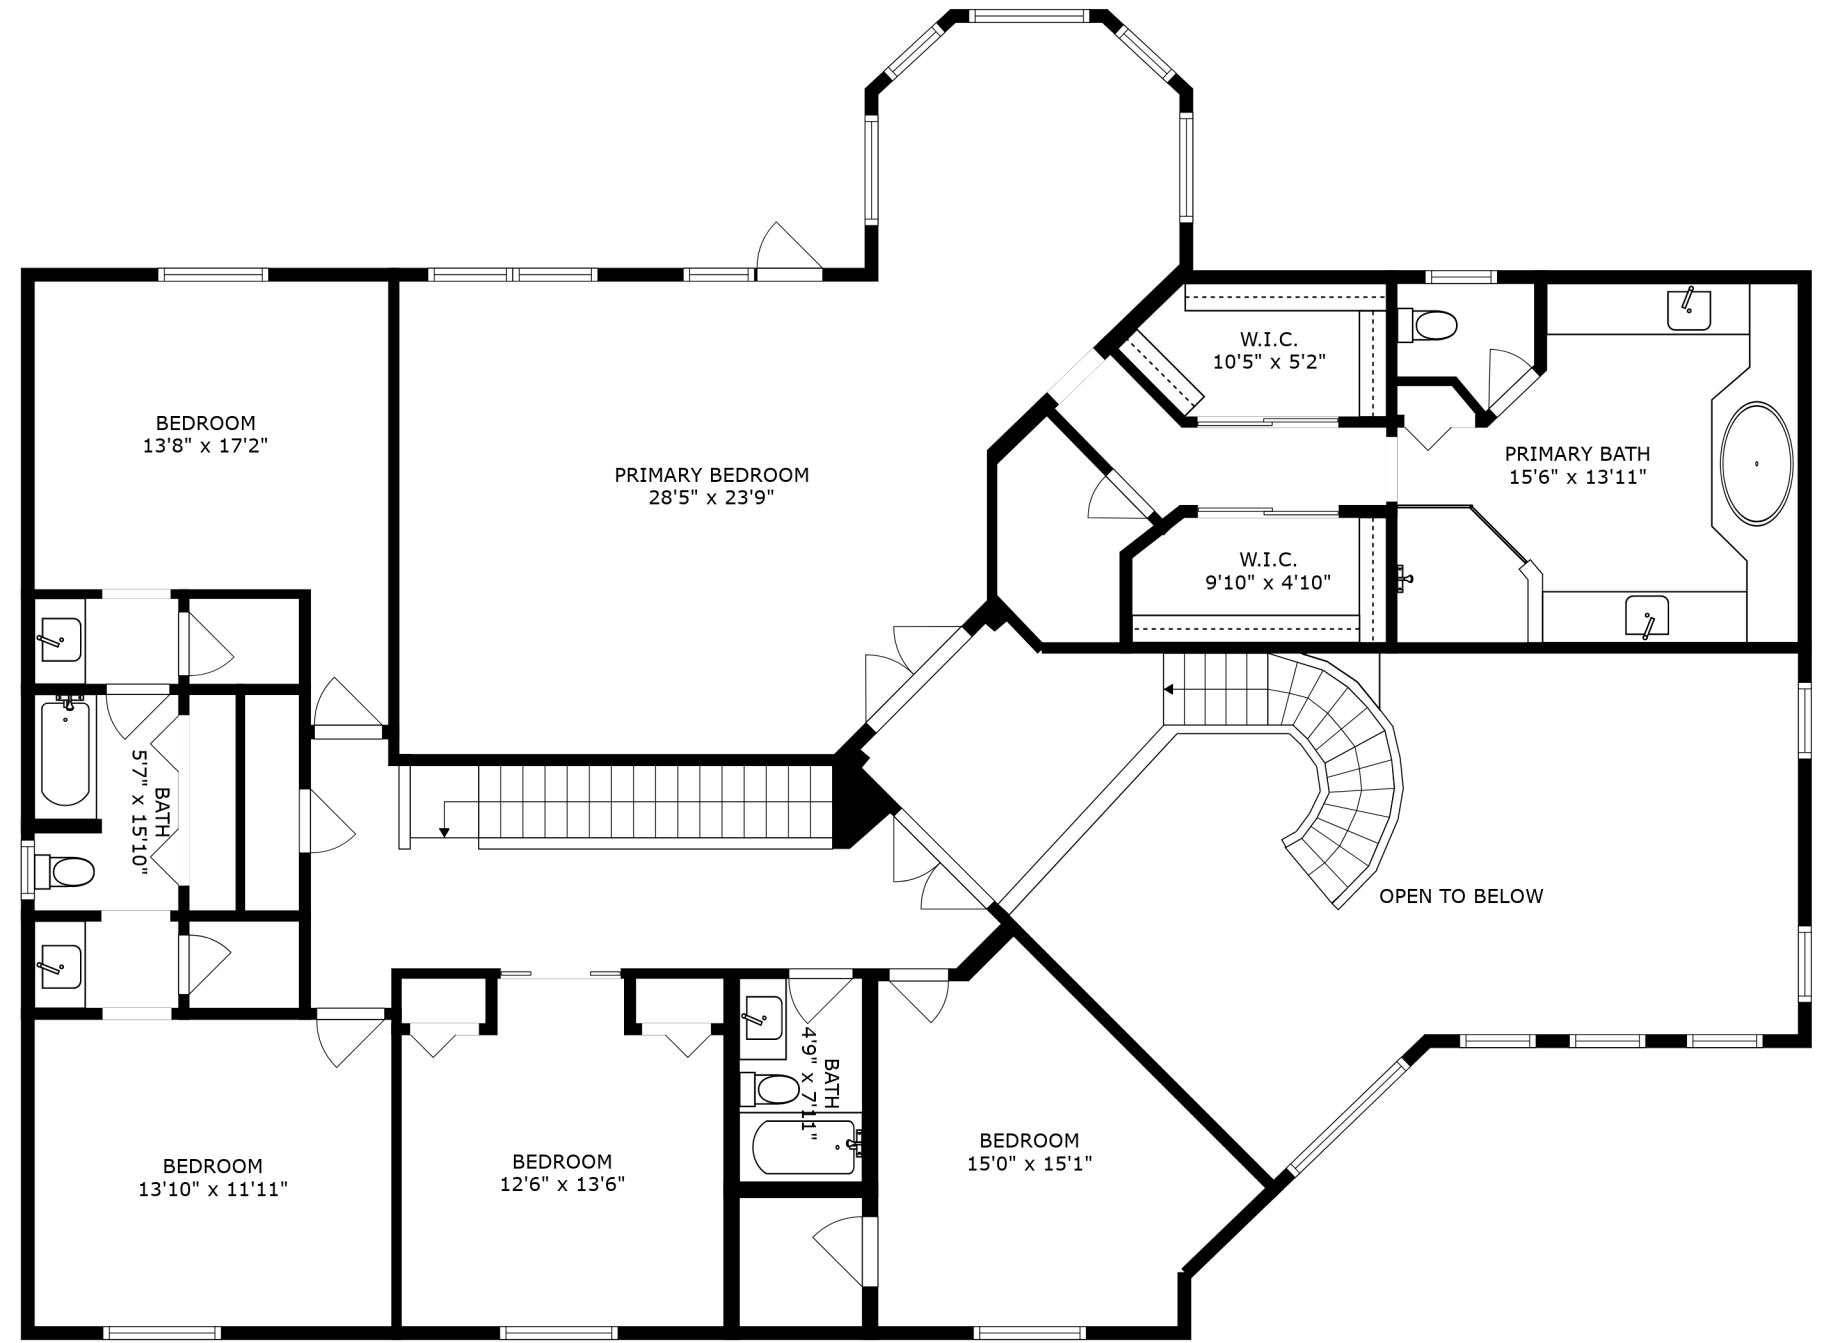 W.I.C.
10'5" x 5'2"
BEDROOM
13'8" x 17'2"
PRIMARY BEDROOM
28'5" x 23'9"
PRIMARY BATH
15'6" x 13'11"
W.I.C.
9'10" x 4'10"
BATH
5'7" x 15'10"
OPEN TO BELOW
BATH
4'9" x 7'11"
BEDROOM
13'10" x 11'11"
BEDROOM
12'6" x 13'6"
BEDROOM
15'0" x 15'1"